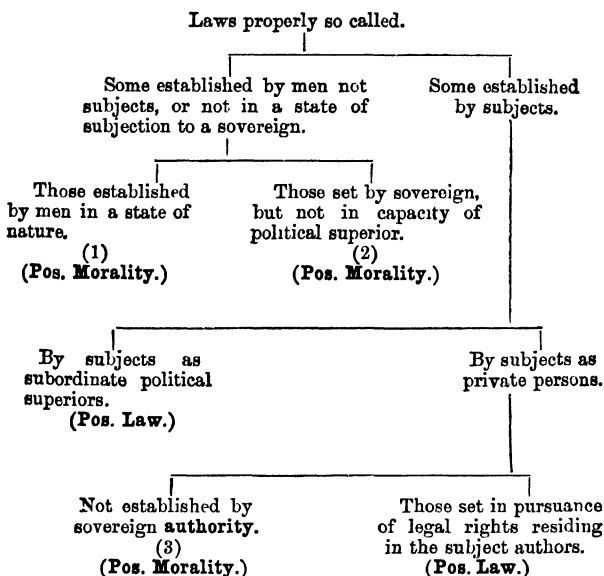 Laws properly so called.
Some established by men not
subjects, or not in a state of
subjection to a sovereign.
Some established
by subjects.
Those established
by men in a state of
nature.
(1)
(Pos. Morality.)
Those set by sovereign,
but not in capacity of
political superior.
(2)
(Pos. Morality.)
By subjects as
subordinate political
superiors.
(Pos. Law.)
By subjects as
private persons.
Not established by
sovereign authority.
(3)
(Pos. Morality.)
Those set in pursuance
of legal rights residing
in the subject authors.
(Pos. Law.)